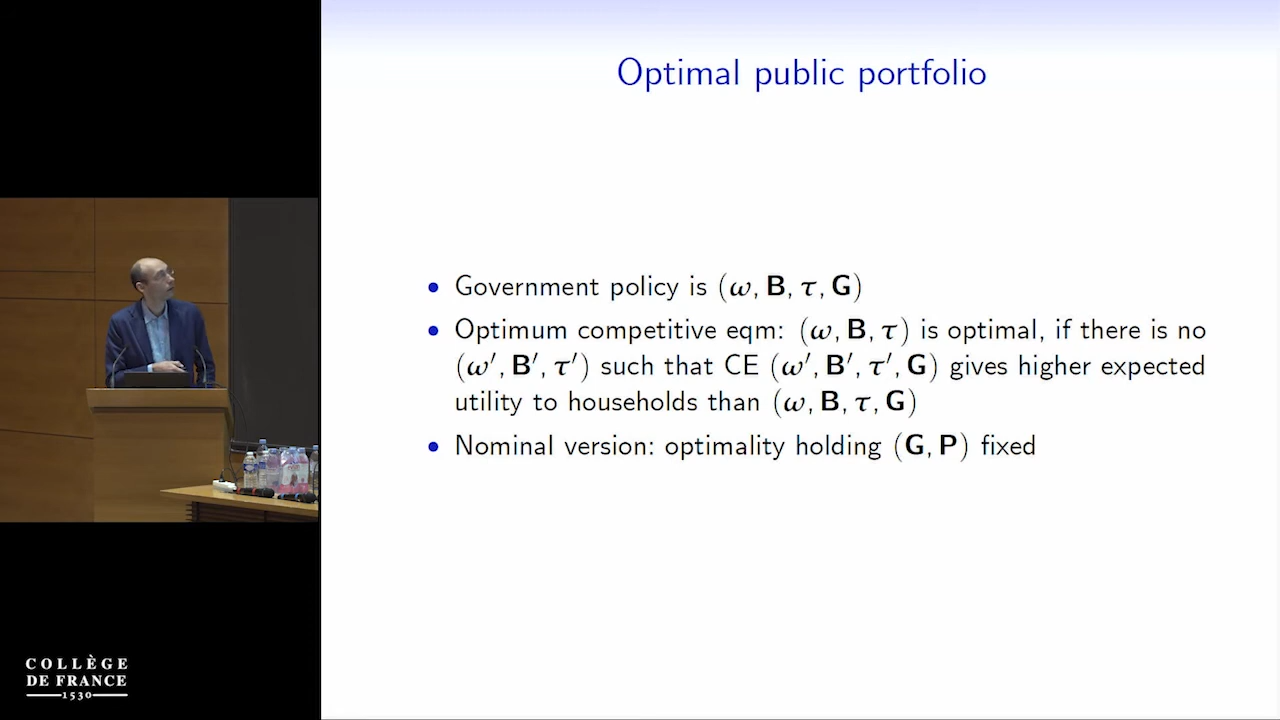 Optimal public portfolio
• Government policy is (ω, B, τ, G)
• Optimum competitive eqm: (ω, B, τ) is optimal, if there is no
(ω′, B′, τ′) such that CE (ω′, B′, τ′, G) gives higher expected
utility to households than (ω, B, τ, G)
• Nominal version: optimality holding (G, P) fixed
COLLÈGE
DE FRANCE
1530